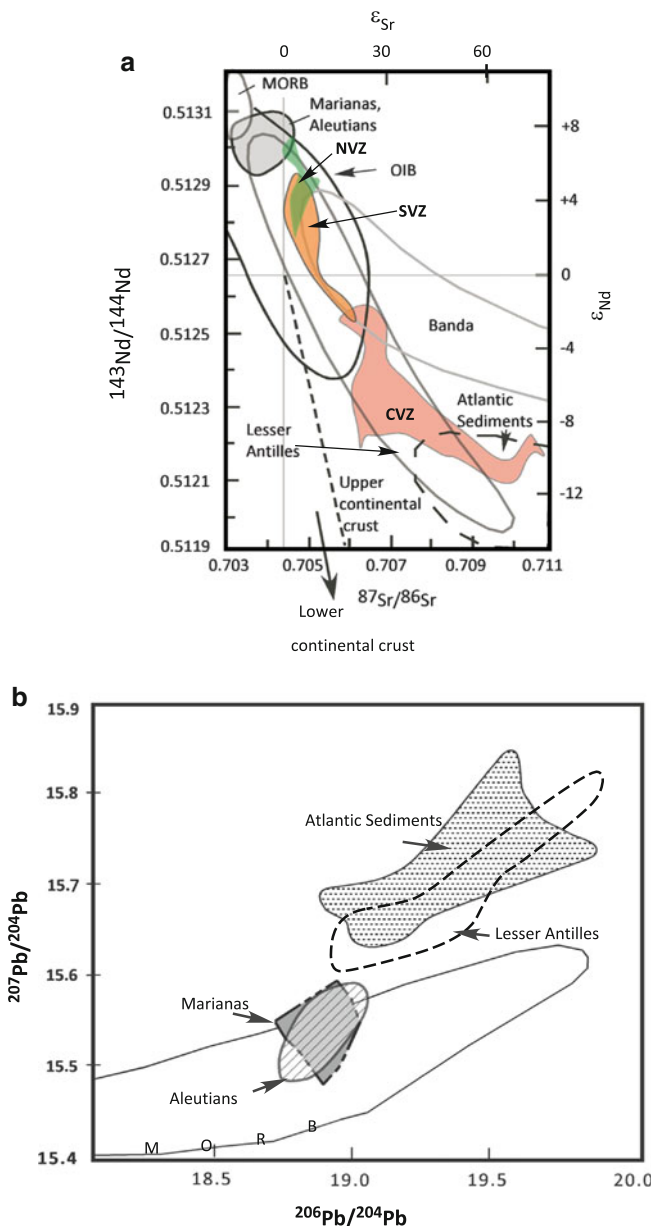 εSr
0 30 60
a
MORB
0.5131
Marianas,
Aleutians
+8
NVZ
OIB
0.5129
+4
SVZ
0.5127
0
143Nd/144Nd
εNd
Banda
0.5125
-4
0.5123
CVZ
Atlantic
Sediments
-8
Lesser
Antilles
0.5121
Upper
continental
crust
-12
0.5119
0.703 0.705 0.707 0.709 0.711
87Sr/86Sr
Lower
continental crust
b
15.9
15.8
Atlantic Sediments
15.7
207Pb/204Pb
Lesser Antilles
15.6
Marianas
15.5
Aleutians
M O R B
15.4
18.5 19.0 19.5 20.0
206Pb/204Pb